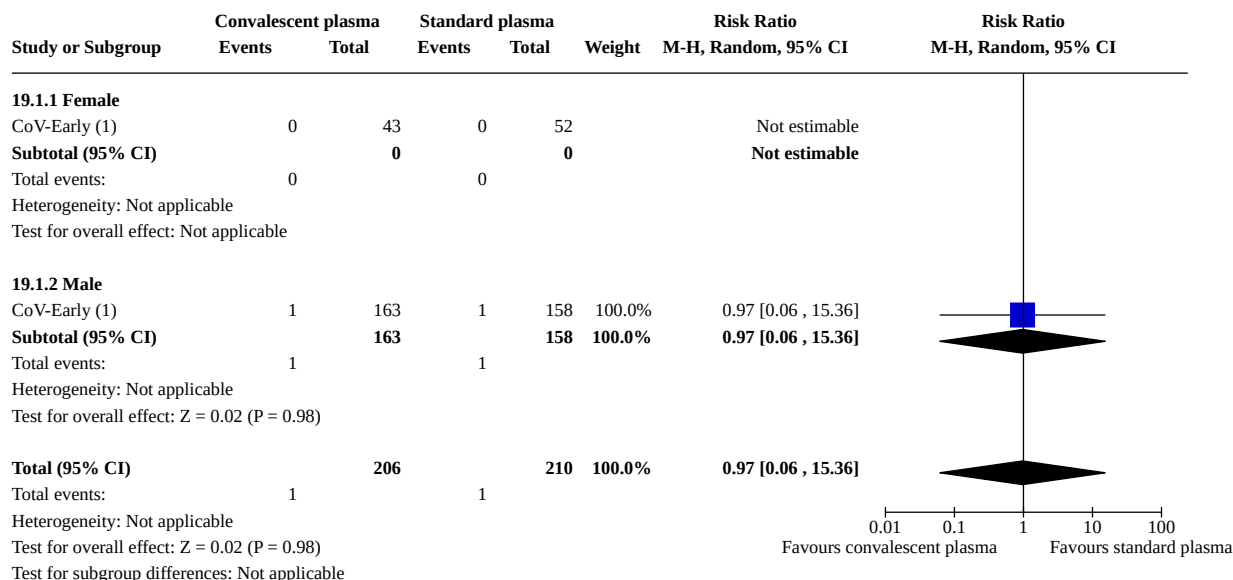 Convalescent plasma Standard plasma Risk Ratio Risk Ratio
Study or Subgroup Events Total Events Total Weight M-H, Random, 95% CI M-H, Random, 95% CI
19.1.1 Female
CoV-Early (1) 0 43 0 52 Not estimable
Subtotal (95% CI) 0 0 Not estimable
Total events: 0 0
Heterogeneity: Not applicable
Test for overall effect: Not applicable
19.1.2 Male
CoV-Early (1) 1 163 1 158 100.0% 0.97 [0.06 , 15.36]
Subtotal (95% CI) 163 158 100.0% 0.97 [0.06 , 15.36]
Total events: 1 1
Heterogeneity: Not applicable
Test for overall effect: Z = 0.02 (P = 0.98)
Total (95% CI) 206 210 100.0% 0.97 [0.06 , 15.36]
Total events: 1 1
Heterogeneity: Not applicable
0.01 0.1 1 10 100
Test for overall effect: Z = 0.02 (P = 0.98) Favours convalescent plasma Favours standard plasma
Test for subgroup differences: Not applicable